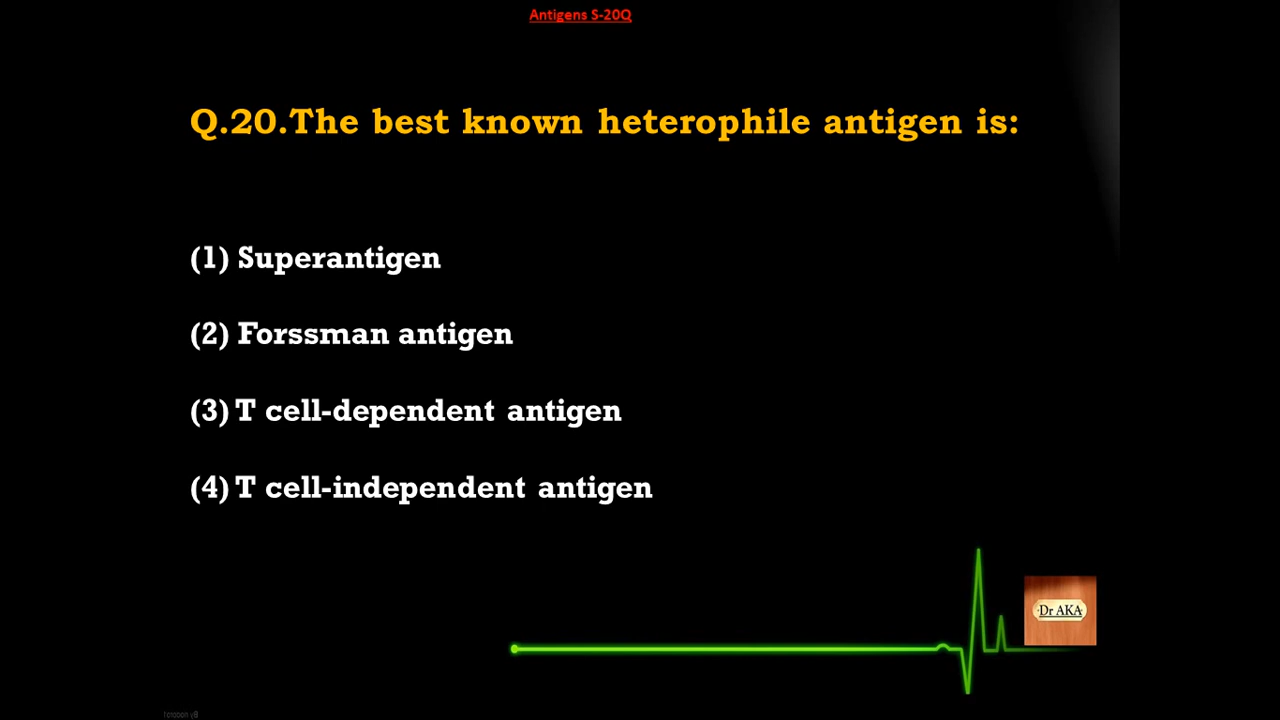 Antigens S-20Q
Q.20.The best known heterophile antigen is:
(1) Superantigen
(2) Forssman antigen
(3) T cell-dependent antigen
(4) T cell-independent antigen
Dr AKA